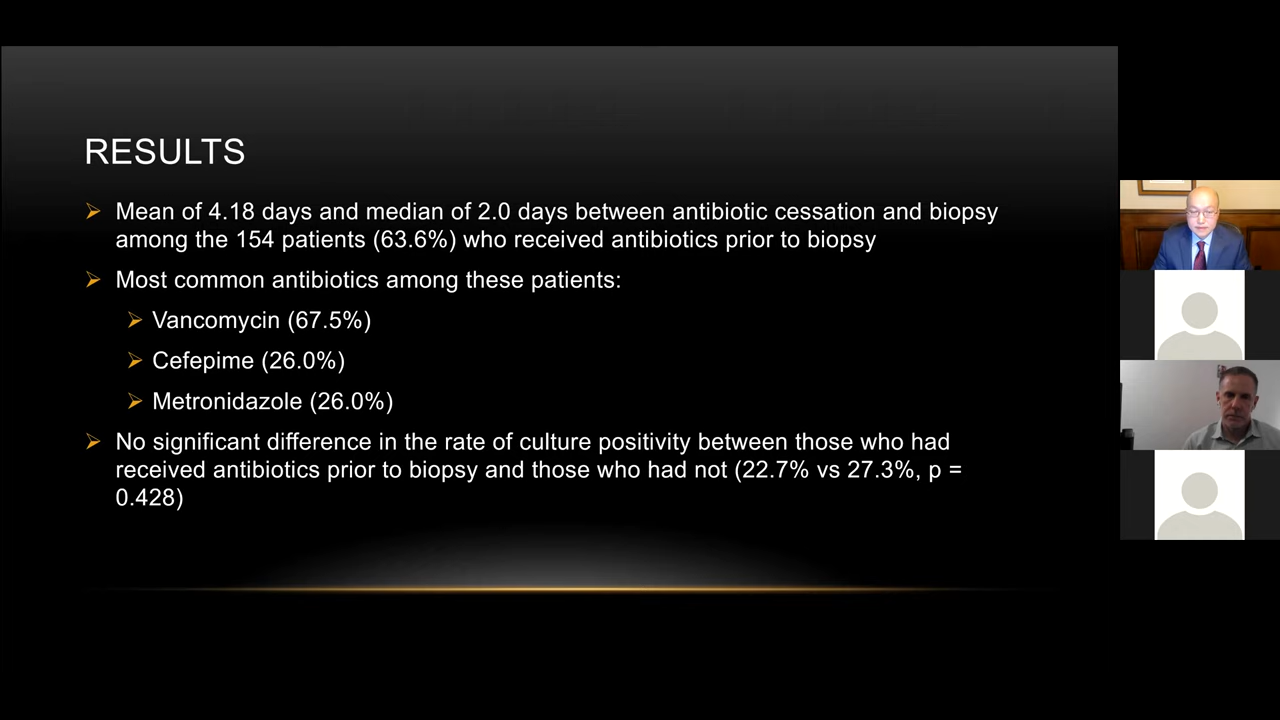 RESULTS
Mean of 4.18 days and median of 2.0 days between antibiotic cessation and biopsy
among the 154 patients (63.6%) who received antibiotics prior to biopsy
Most common antibiotics among these patients:
Vancomycin (67.5%)
Cefepime (26.0%)
Metronidazole (26.0%)
No significant difference in the rate of culture positivity between those who had
received antibiotics prior to biopsy and those who had not (22.7% vs 27.3%, p =
0.428)